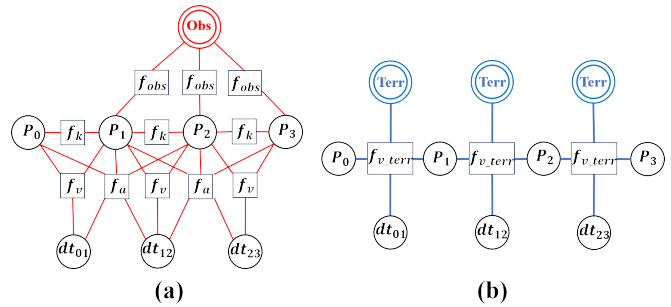 Obs
f_obs f_obs f_obs
P_0 f_k P_1 f_k P_2 f_k P_3
f_v f_a f_v f_a f_v
dt_01 dt_12 dt_23
(a)
Terr Terr Terr
P_0 f_v_terr P_1 f_v_terr P_2 f_v_terr P_3
dt_01 dt_12 dt_23
(b)